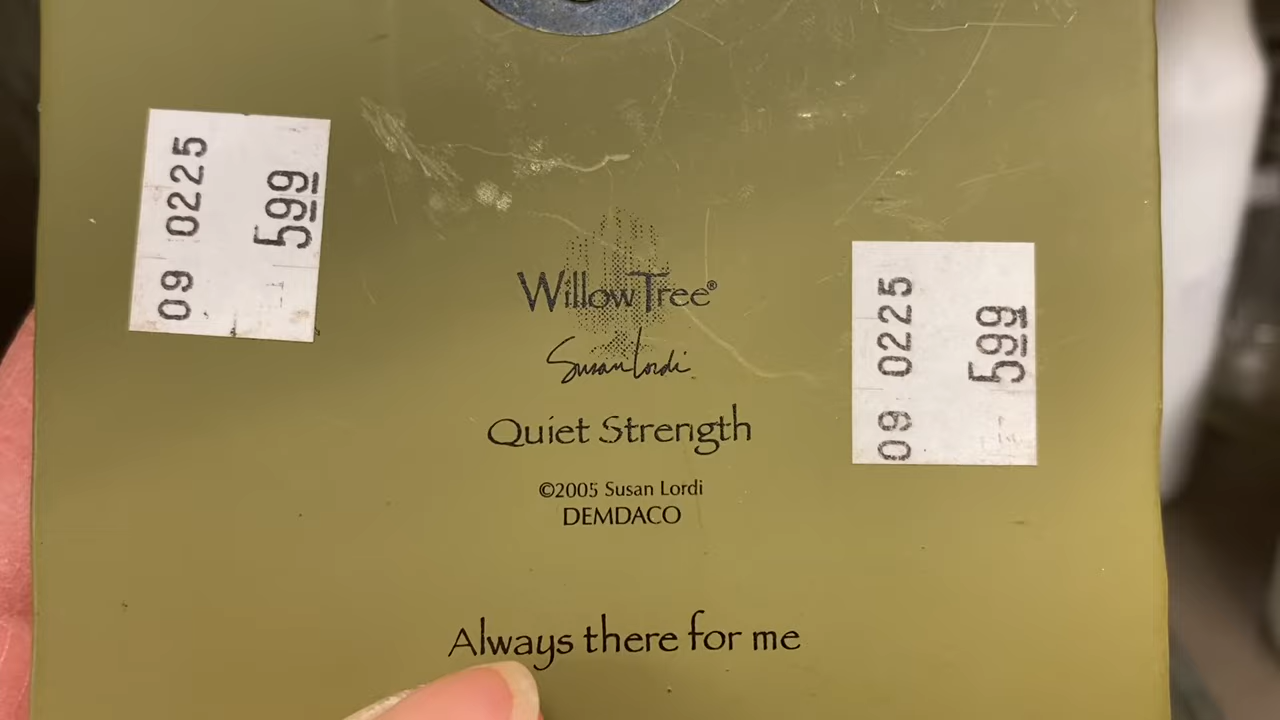 09 0225
599
Willow Tree®
Susan Lordi
Quiet Strength
©2005 Susan Lordi
DEMDACO
Always there for me
09 0225
599